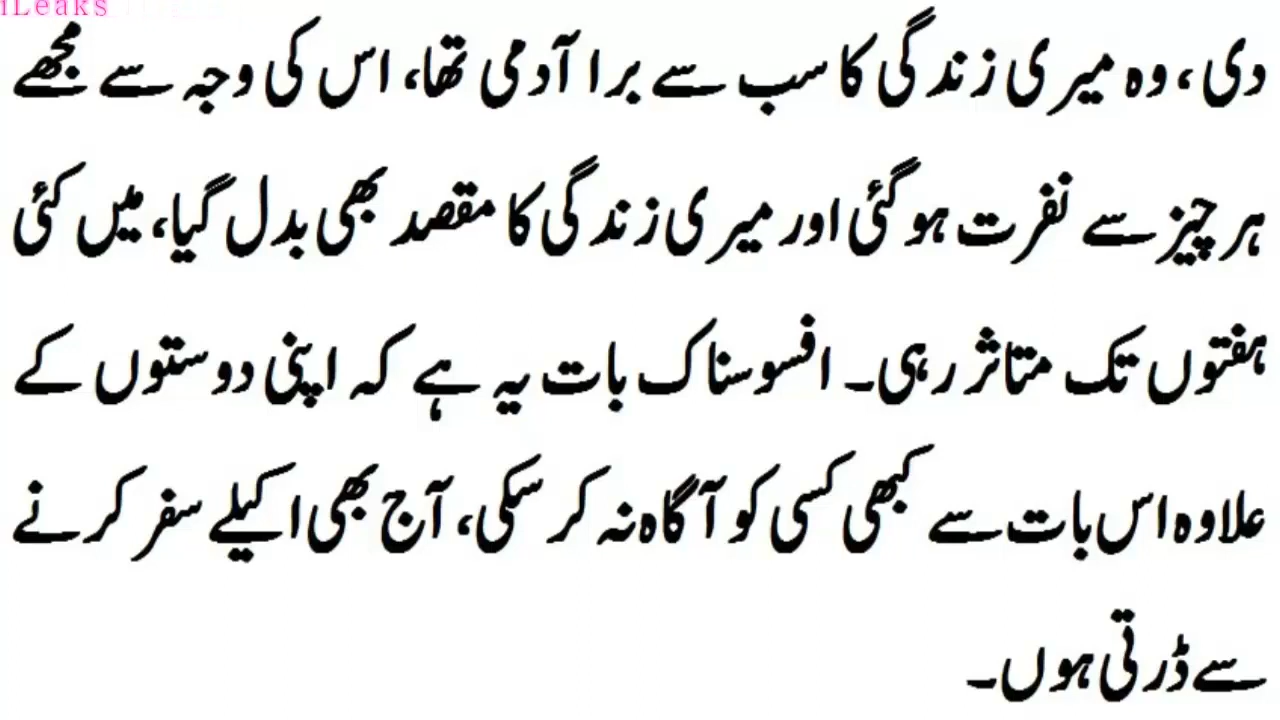 iLeaks
دی، وہ میری زندگی کا سب سے برا آدمی تھا، اس کی وجہ سے مجھے
ہر چیز سے نفرت ہو گئی اور میری زندگی کا مقصد بھی بدل گیا، میں کئی
ہفتوں تک متاثر رہی۔ افسوسناک بات یہ ہے کہ اپنی دوستوں کے
علاوہ اس بات سے کبھی کسی کو آگاہ نہ کر سکی، آج بھی اکیلے سفر کرنے
سے ڈرتی ہوں۔